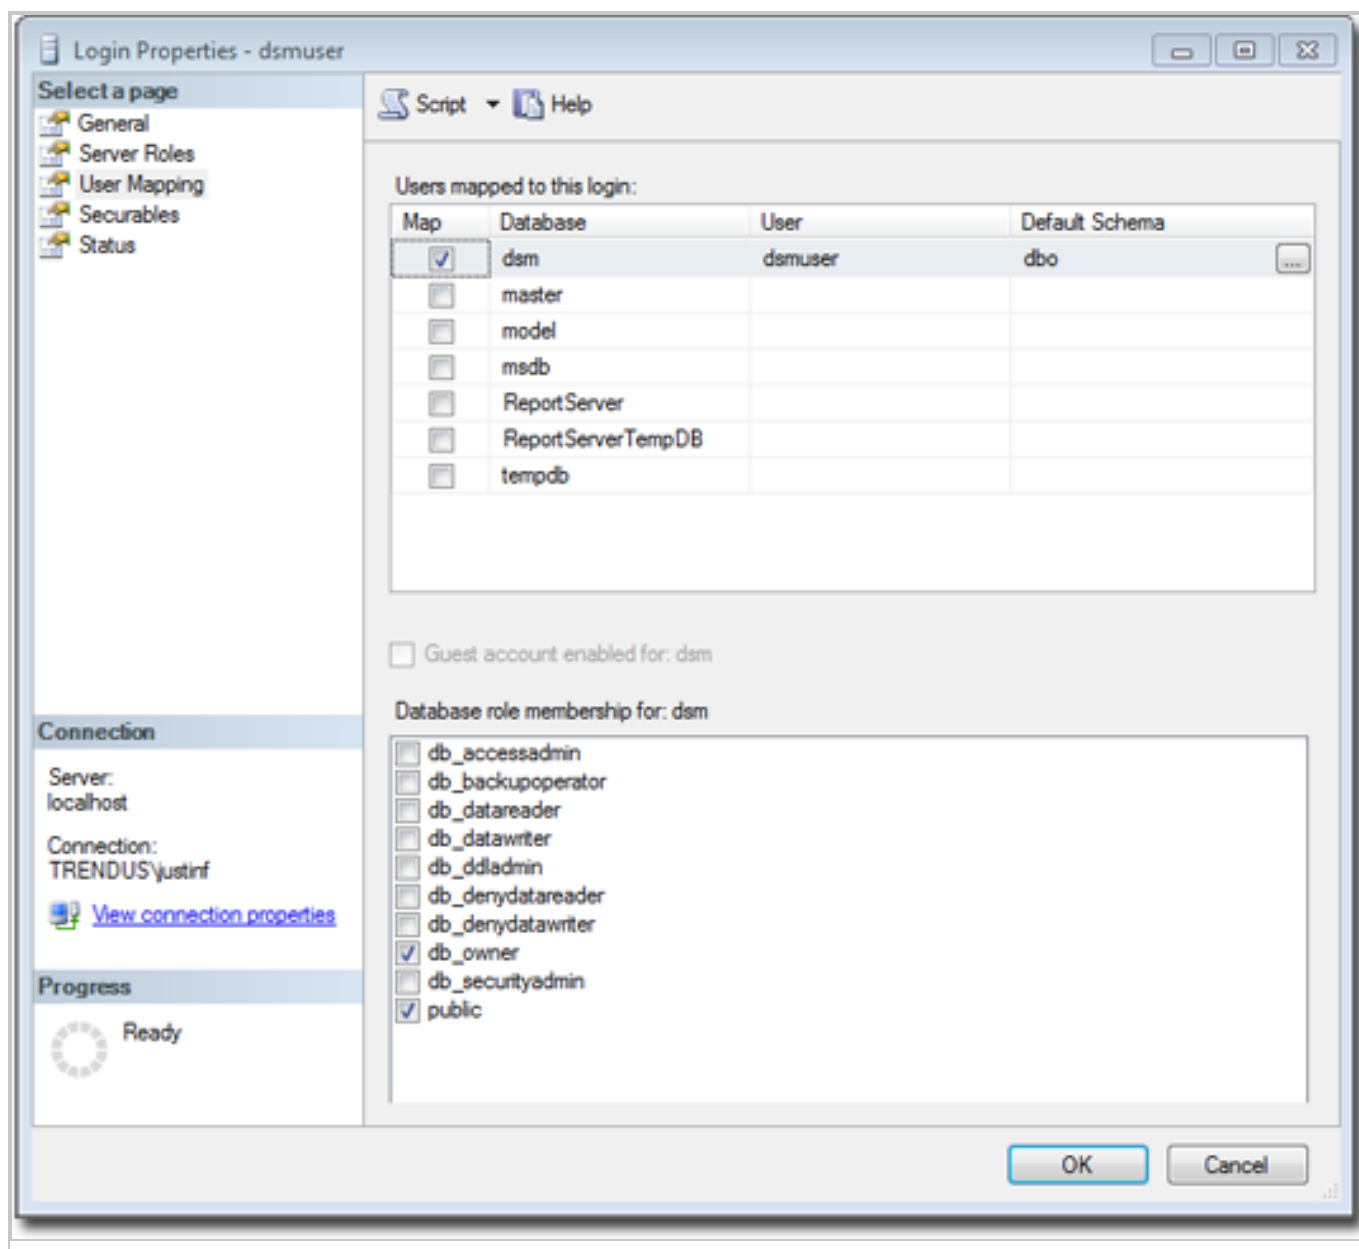 Login Properties - dsmuser
Select a page
General
Server Roles
User Mapping
Securables
Status
Script Help
Users mapped to this login:
Map Database User Default Schema
dsm dsmuser dbo ...
master
model
msdb
ReportServer
ReportServerTempDB
tempdb
Guest account enabled for: dsm
Database role membership for: dsm
db_accessadmin
db_backupoperator
db_datareader
db_datawriter
db_ddladmin
db_denydatareader
db_denydatawriter
db_owner
db_securityadmin
public
Connection
Server:
localhost
Connection:
TRENDUS\justinf
View connection properties
Progress
Ready
OK Cancel